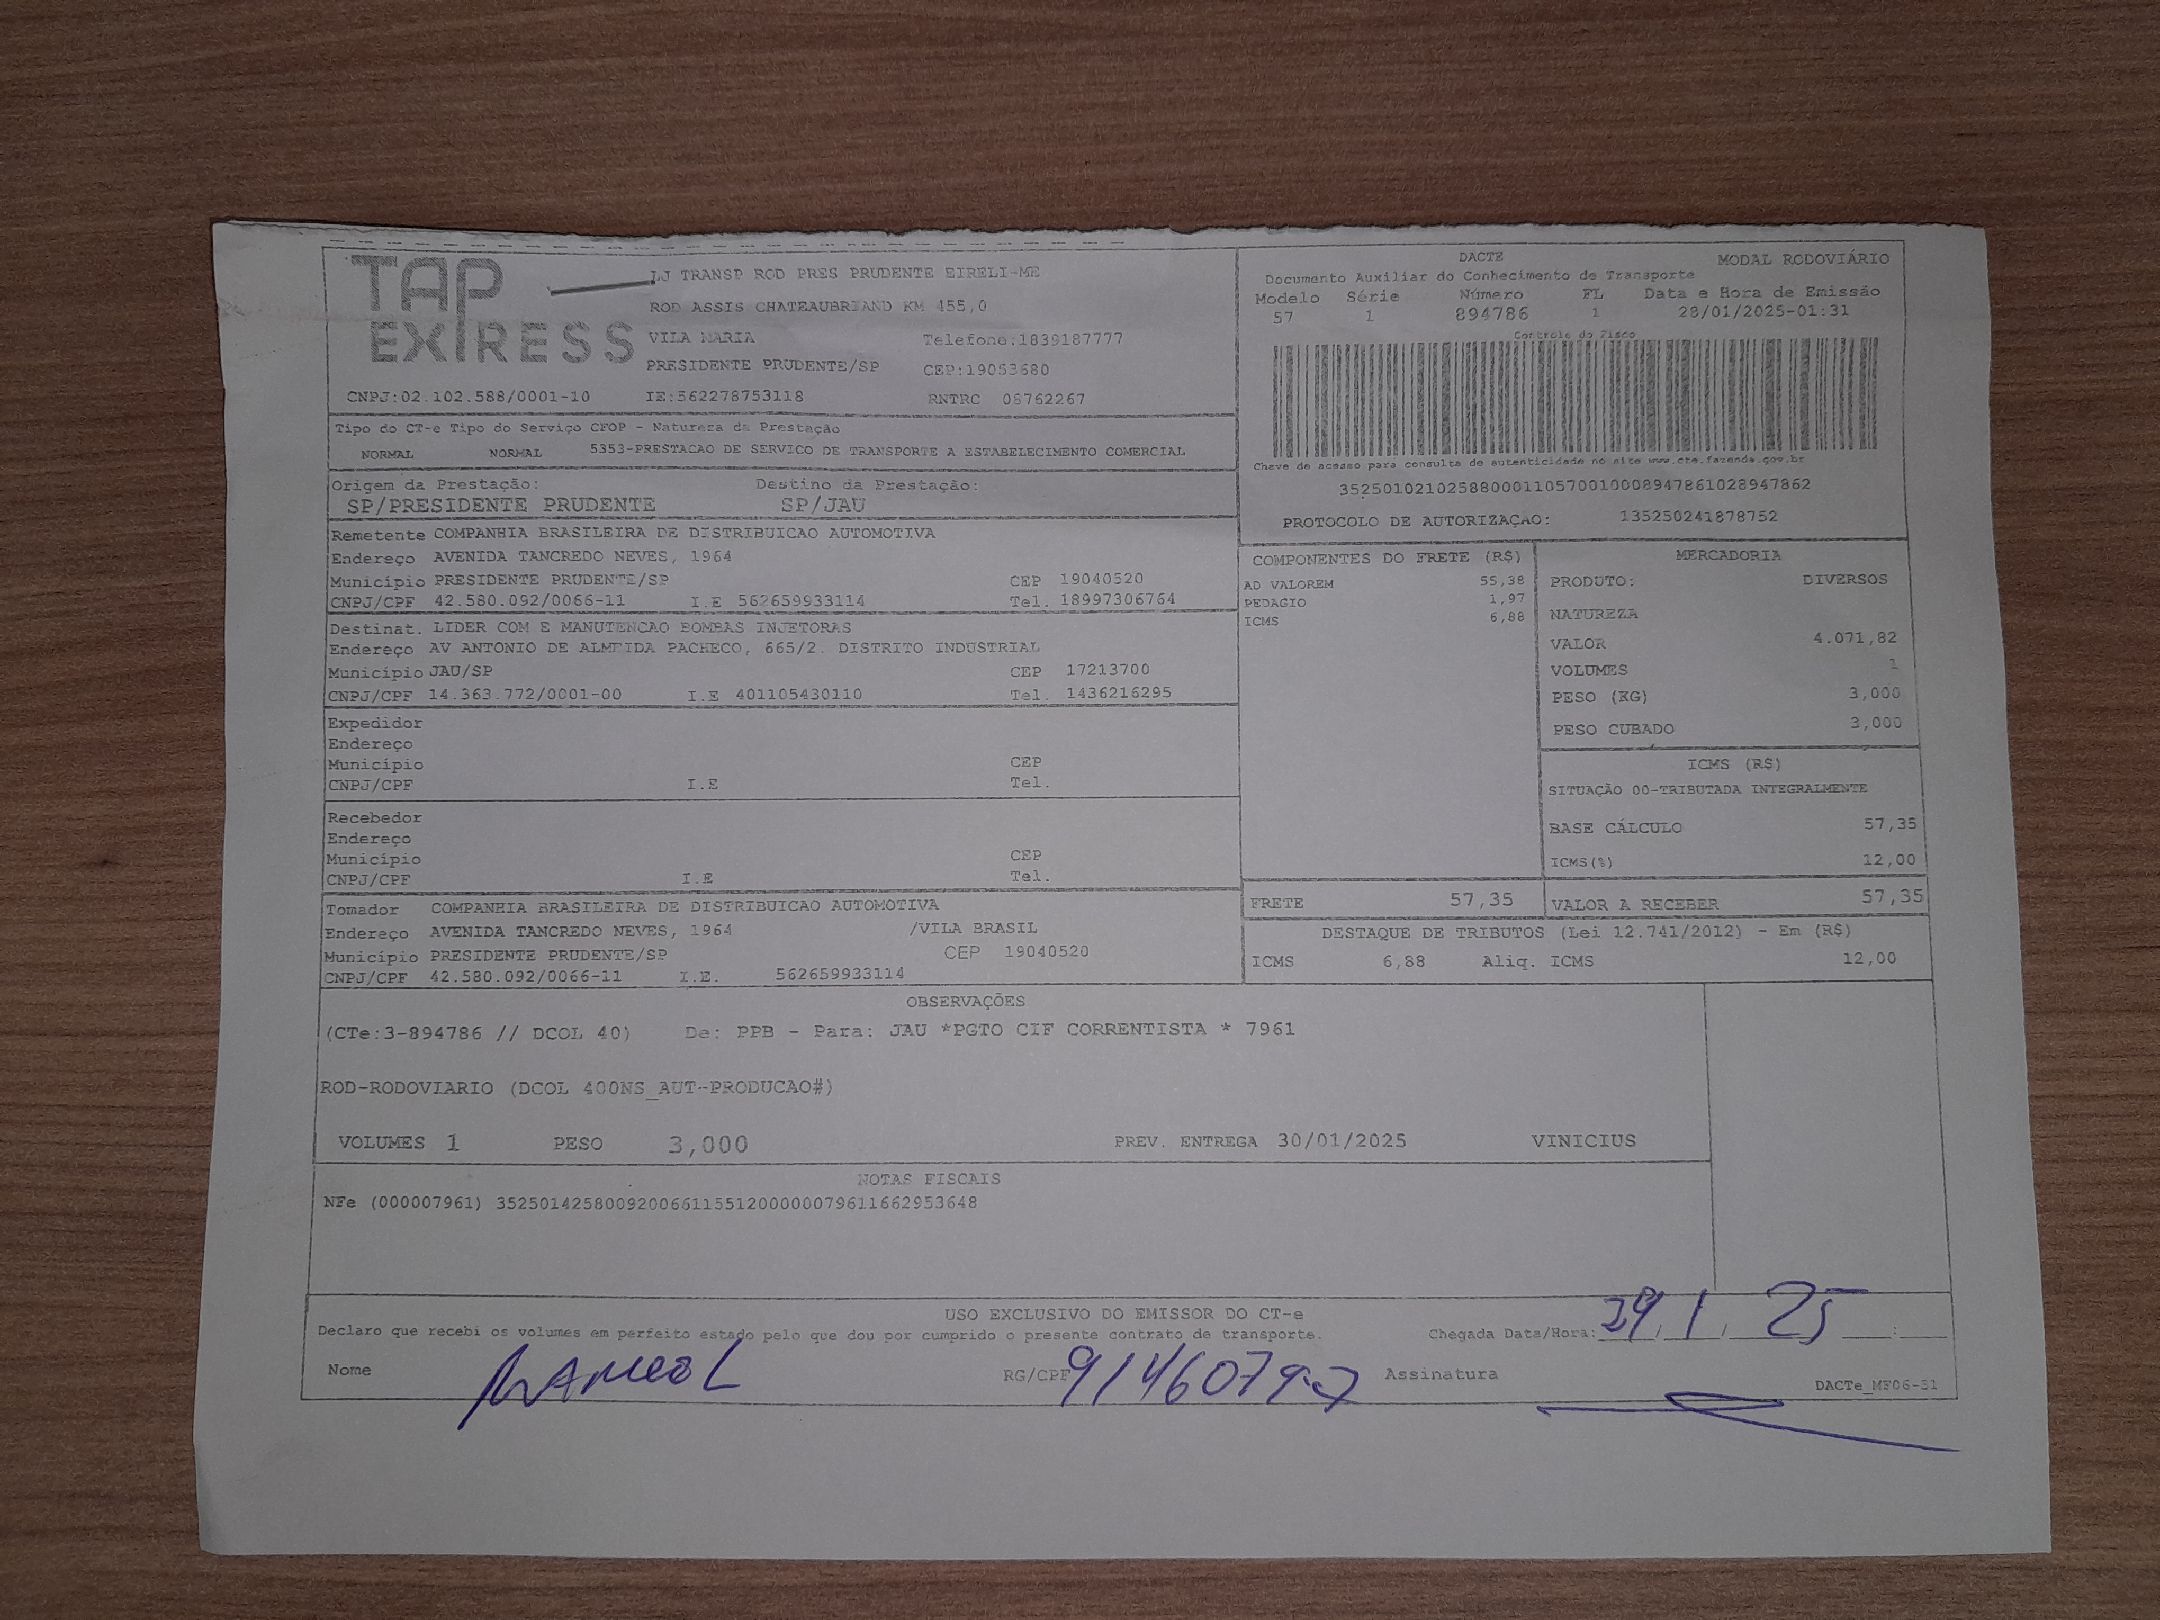 TAP EXPRESS
LJ TRANSP ROD PRES PRUDENTE EIRELI-ME
ROD ASSIS CHATEAUBRIAND KM 455,0
VILA MARIA Telefone:1839187777
PRESIDENTE PRUDENTE/SP CEP:19053680
CNPJ:02.102.588/0001-10 IE:562278753118 RNTRC 08762267
DACTE MODAL RODOVIÁRIO
Documento Auxiliar do Conhecimento de Transporte
Modelo Série Número FL Data e Hora de Emissão
57 1 894786 1 28/01/2025-01:31
Controle do Fisco
Chave de acesso para consulta de autenticidade no site www.cte.fazenda.gov.br
35250102102588000110570010008947861028947862
PROTOCOLO DE AUTORIZAÇÃO: 135250241878752
Tipo do CT-e Tipo do Serviço CFOP - Natureza da Prestação
NORMAL NORMAL 5353-PRESTACAO DE SERVICO DE TRANSPORTE A ESTABELECIMENTO COMERCIAL
Origem da Prestação: Destino da Prestação:
SP/PRESIDENTE PRUDENTE SP/JAU
Remetente COMPANHIA BRASILEIRA DE DISTRIBUICAO AUTOMOTIVA
Endereço AVENIDA TANCREDO NEVES, 1964
Município PRESIDENTE PRUDENTE/SP CEP 19040520
CNPJ/CPF 42.580.092/0066-11 I.E 562659933114 Tel. 18997306764
Destinat. LIDER COM E MANUTENCAO BOMBAS INJETORAS
Endereço AV ANTONIO DE ALMEIDA PACHECO, 665/2. DISTRITO INDUSTRIAL
Município JAU/SP CEP 17213700
CNPJ/CPF 14.363.772/0001-00 I.E 401105430110 Tel. 1436216295
Expedidor
Endereço
Município CEP
CNPJ/CPF I.E Tel.
Recebedor
Endereço
Município CEP
CNPJ/CPF I.E Tel.
Tomador COMPANHIA BRASILEIRA DE DISTRIBUICAO AUTOMOTIVA
Endereço AVENIDA TANCREDO NEVES, 1964 /VILA BRASIL
Município PRESIDENTE PRUDENTE/SP CEP 19040520
CNPJ/CPF 42.580.092/0066-11 I.E. 562659933114
COMPONENTES DO FRETE (R$)
AD VALOREM 55,38
PEDAGIO 1,97
ICMS 6,88
FRETE 57,35
MERCADORIA
PRODUTO: DIVERSOS
NATUREZA
VALOR 4.071,82
VOLUMES 1
PESO (KG) 3,000
PESO CUBADO 3,000
ICMS (R$)
SITUAÇÃO 00-TRIBUTADA INTEGRALMENTE
BASE CÁLCULO 57,35
ICMS(%) 12,00
VALOR A RECEBER 57,35
DESTAQUE DE TRIBUTOS (Lei 12.741/2012) - Em (R$)
ICMS 6,88 Aliq. ICMS 12,00
OBSERVAÇÕES
(CTe:3-894786 // DCOL 40) De: PPB - Para: JAU *PGTO CIF CORRENTISTA * 7961
ROD-RODOVIARIO (DCOL 400NS_AUT-PRODUCAO#)
VOLUMES 1 PESO 3,000 PREV. ENTREGA 30/01/2025 VINICIUS
NOTAS FISCAIS
NFe (000007961) 35250142580092006611551200000079611662953648
USO EXCLUSIVO DO EMISSOR DO CT-e
Declaro que recebi os volumes em perfeito estado pelo que dou por cumprido o presente contrato de transporte. Chegada Data/Hora: 29 / 1 / 25 :
Nome RG/CPF Assinatura
DACTe_MF06-31